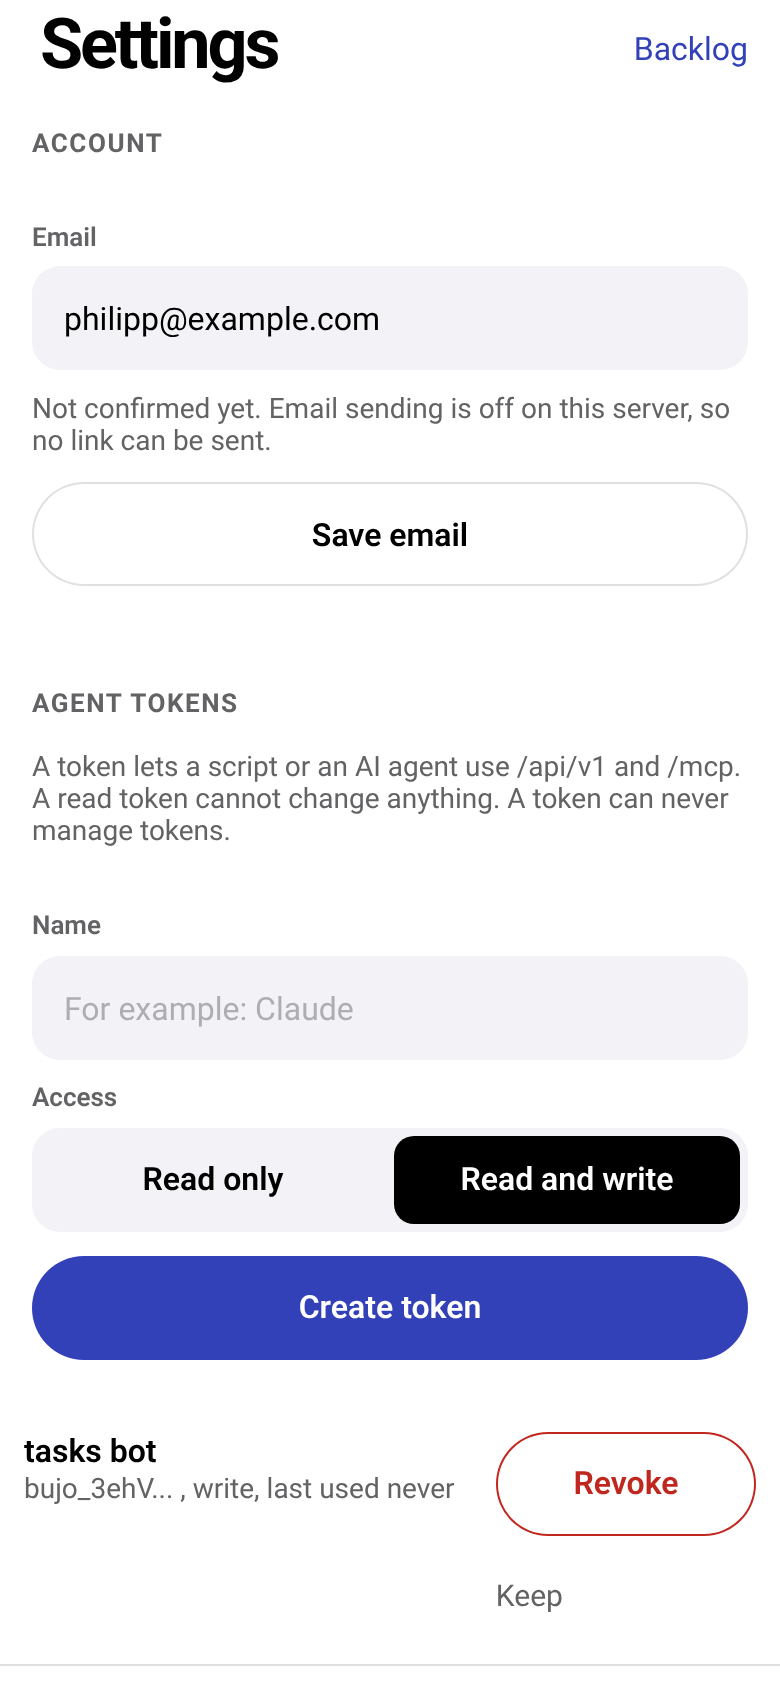 Settings
Backlog
ACCOUNT
Email
philipp@example.com
Not confirmed yet. Email sending is off on this server, so
no link can be sent.
Save email
AGENT TOKENS
A token lets a script or an AI agent use /api/v1 and /mcp.
A read token cannot change anything. A token can never
manage tokens.
Name
For example: Claude
Access
Read only
Read and write
Create token
tasks bot
bujo_3ehV... , write, last used never
Revoke
Keep